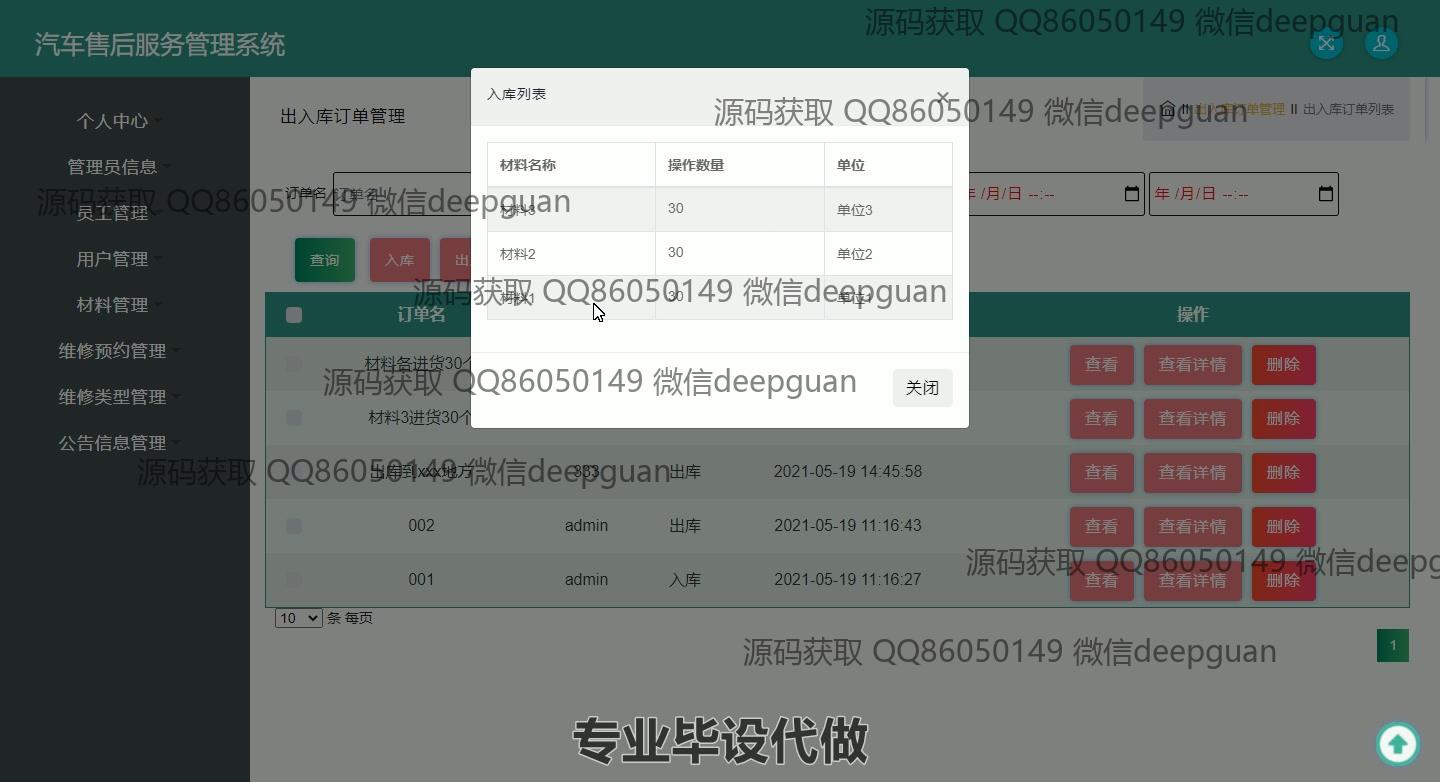 源码获取 QQ86050149 微信deepguan
汽车售后服务管理系统
入库列表
×
源码获取 QQ86050149 微信deepguan
出入库订单管理
出入库订单管理 II 出入库订单列表
个人中心
管理员信息
员工管理
用户管理
材料管理
维修预约管理
维修类型管理
公告信息管理
材料名称 操作数量 单位
材料3 30 单位3
材料2 30 单位2
材料1 30 单位1
关闭
订单名 订单名
年 /月/日 --:--
年 /月/日 --:--
源码获取 QQ86050149 微信deepguan
查询 入库
源码获取 QQ86050149 微信deepguan
订单名 操作
材料各进货30个 查看 查看详情 删除
源码获取 QQ86050149 微信deepguan
材料3进货30个 查看 查看详情 删除
出库到xxx地方 333 出库 2021-05-19 14:45:58 查看 查看详情 删除
源码获取 QQ86050149 微信deepguan
002 admin 出库 2021-05-19 11:16:43 查看 查看详情 删除
源码获取 QQ86050149 微信deepg
001 admin 入库 2021-05-19 11:16:27 查看 查看详情 删除
10 条 每页
1
源码获取 QQ86050149 微信deepguan
专业毕设代做